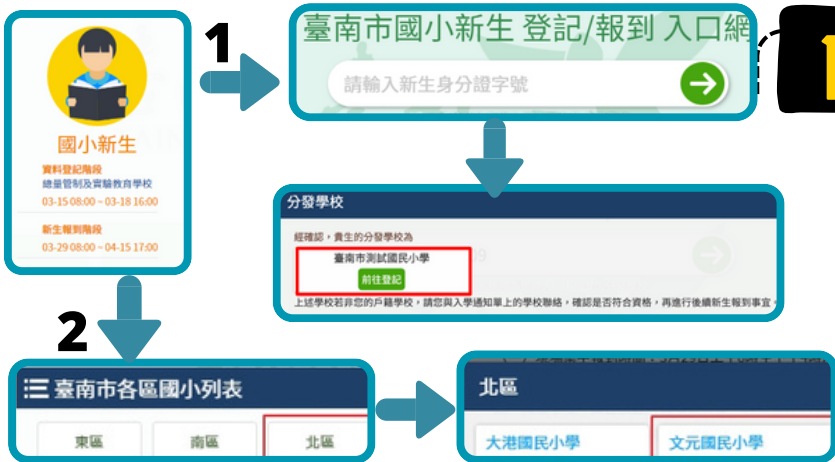 國小新生
資料登記階段
總量管制及實驗教育學校
03-15 08:00 ~ 03-18 16:00
新生報到階段
03-29 08:00 ~ 04-15 17:00
1
臺南市國小新生 登記/報到 入口網
請輸入新生身分證字號
1
分發學校
經確認，貴生的分發學校為
臺南市測試國民小學
前往登記
上述學校若非您的戶籍學校，請您與入學通知單上的學校聯絡，確認是否符合資格，再進行後續新生報到事宜。
2
臺南市各區國小列表
東區
南區
北區
北區
大港國民小學
文元國民小學